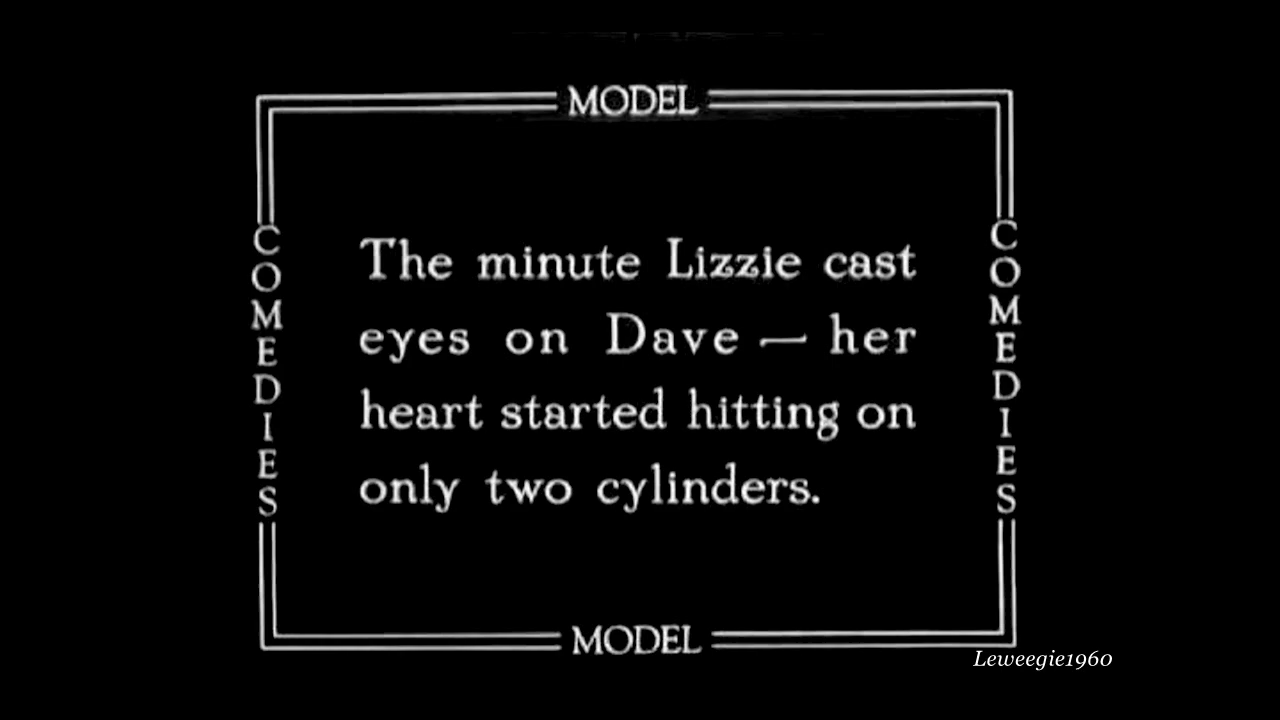 MODEL
COMEDIES
The minute Lizzie cast
eyes on Dave — her
heart started hitting on
only two cylinders.
COMEDIES
MODEL
Leweegie1960